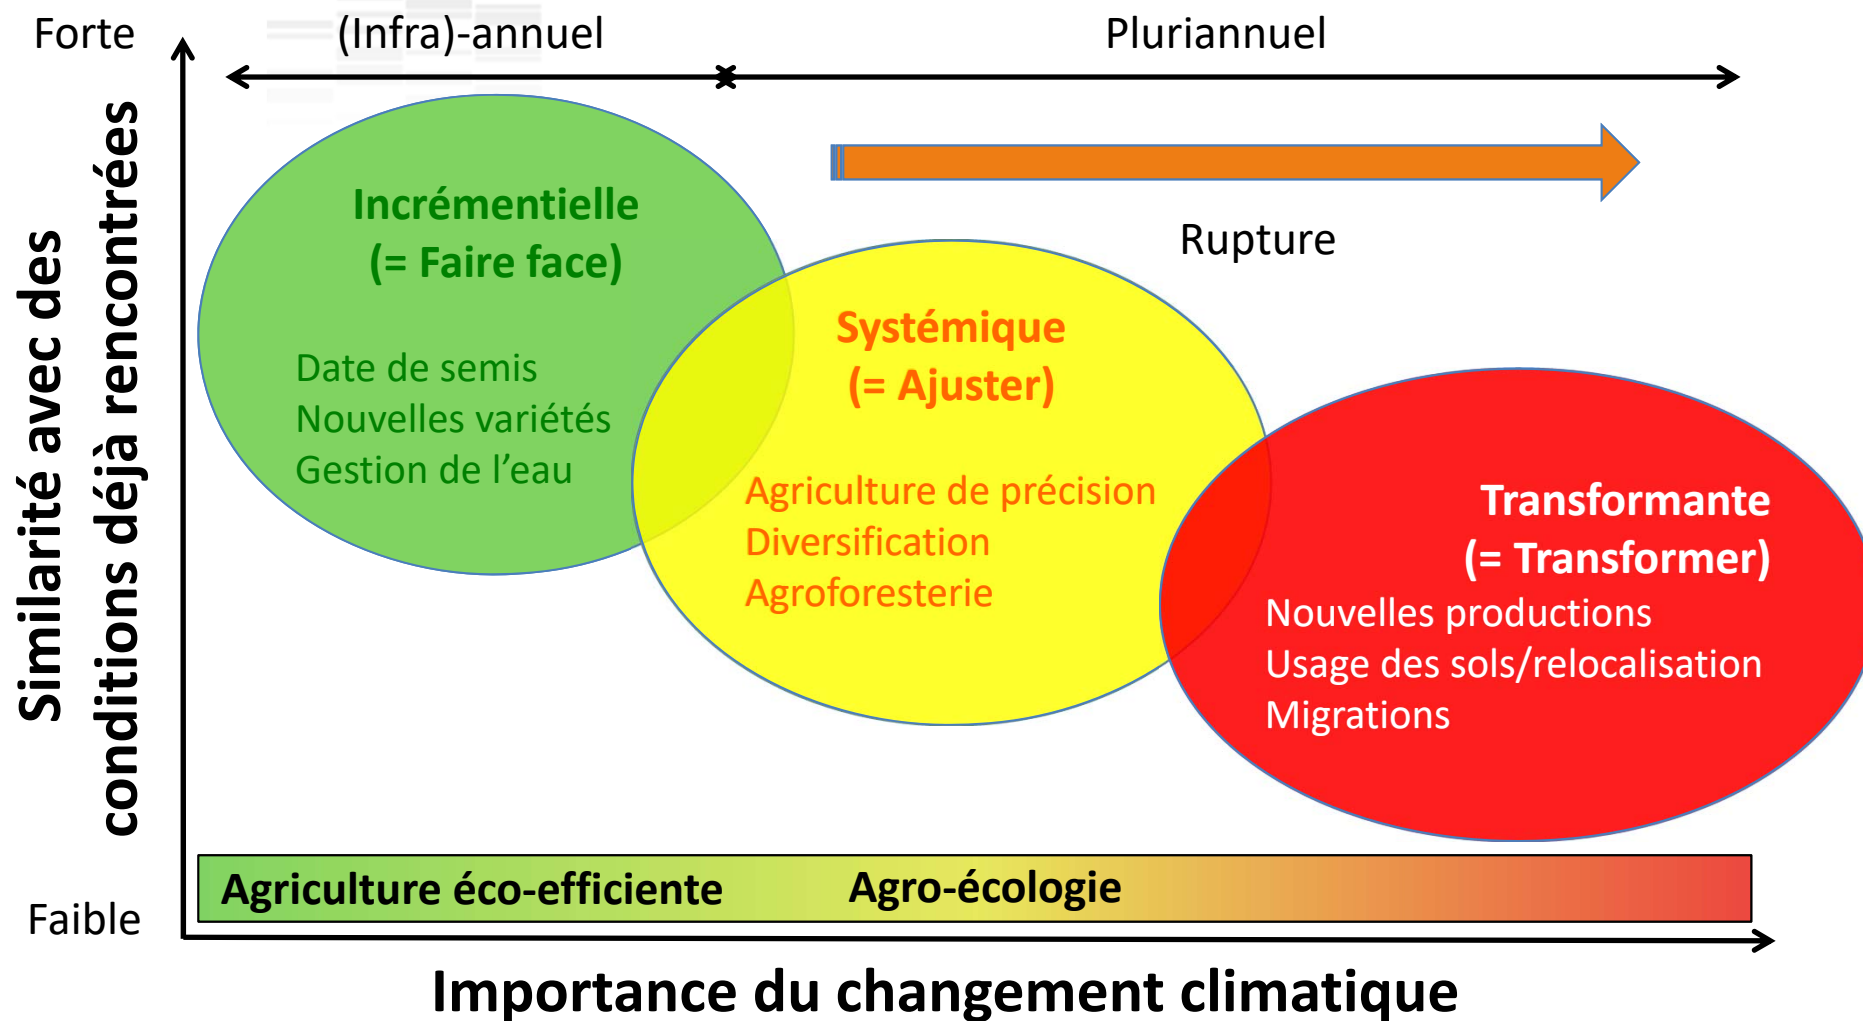 Forte
(Infra)-annuel
Pluriannuel
Similarité avec des
conditions déjà rencontrées
Rupture
Incrémentielle
(= Faire face)
Date de semis
Nouvelles variétés
Gestion de l’eau
Systémique
(= Ajuster)
Agriculture de précision
Diversification
Agroforesterie
Transformante
(= Transformer)
Nouvelles productions
Usage des sols/relocalisation
Migrations
Agriculture éco-efficiente
Agro-écologie
Faible
Importance du changement climatique